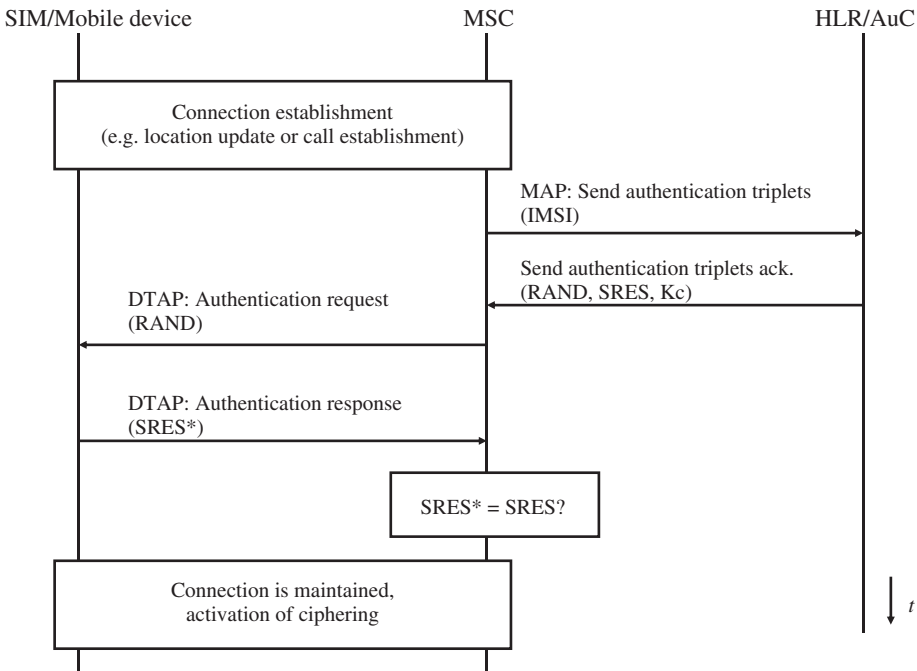 SIM/Mobile device
MSC
HLR/AuC
Connection establishment
(e.g. location update or call establishment)
MAP: Send authentication triplets
(IMSI)
Send authentication triplets ack.
(RAND, SRES, Kc)
DTAP: Authentication request
(RAND)
DTAP: Authentication response
(SRES*)
SRES* = SRES?
Connection is maintained,
activation of ciphering
t